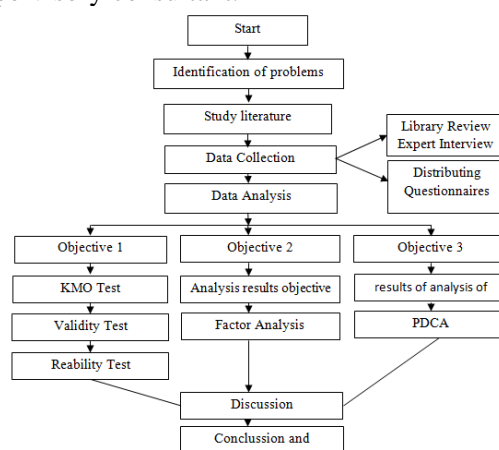 Start
Identification of problems
Study literature
Data Collection
Library Review
Expert Interview
Distributing
Questionnaires
Data Analysis
Objective 1
Objective 2
Objective 3
KMO Test
Analysis results objective
results of analysis of
Validity Test
Factor Analysis
PDCA
Reability Test
Discussion
Conclussion and